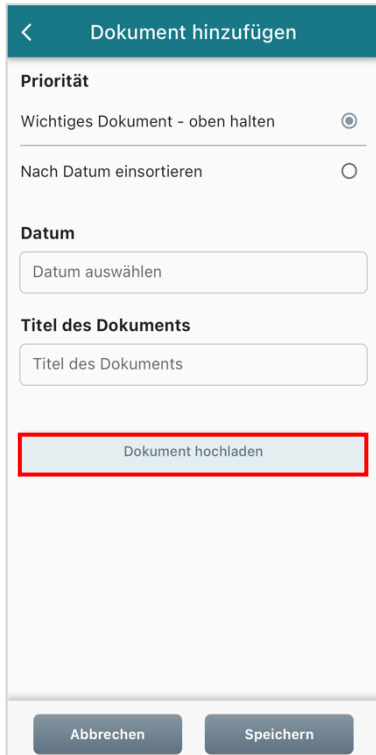 Dokument hinzufügen
Priorität
Wichtiges Dokument - oben halten
Nach Datum einsortieren
Datum
Datum auswählen
Titel des Dokuments
Titel des Dokuments
Dokument hochladen
Abbrechen Speichern